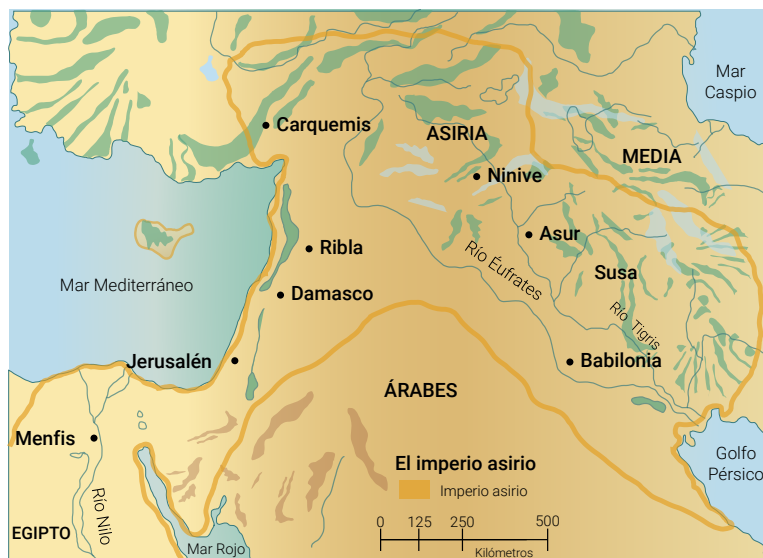 Mar
Caspio
Carquemis
ASIRIA
MEDIA
Ninive
Asur
Ribla
Río Éufrates
Susa
Mar Mediterráneo
Damasco
Río Tigris
Jerusalén
Babilonia
ÁRABES
Menfis
El imperio asirio
Imperio asirio
Golfo
Pérsico
Río Nilo
EGIPTO
Mar Rojo
0 125 250 500
Kilómetros